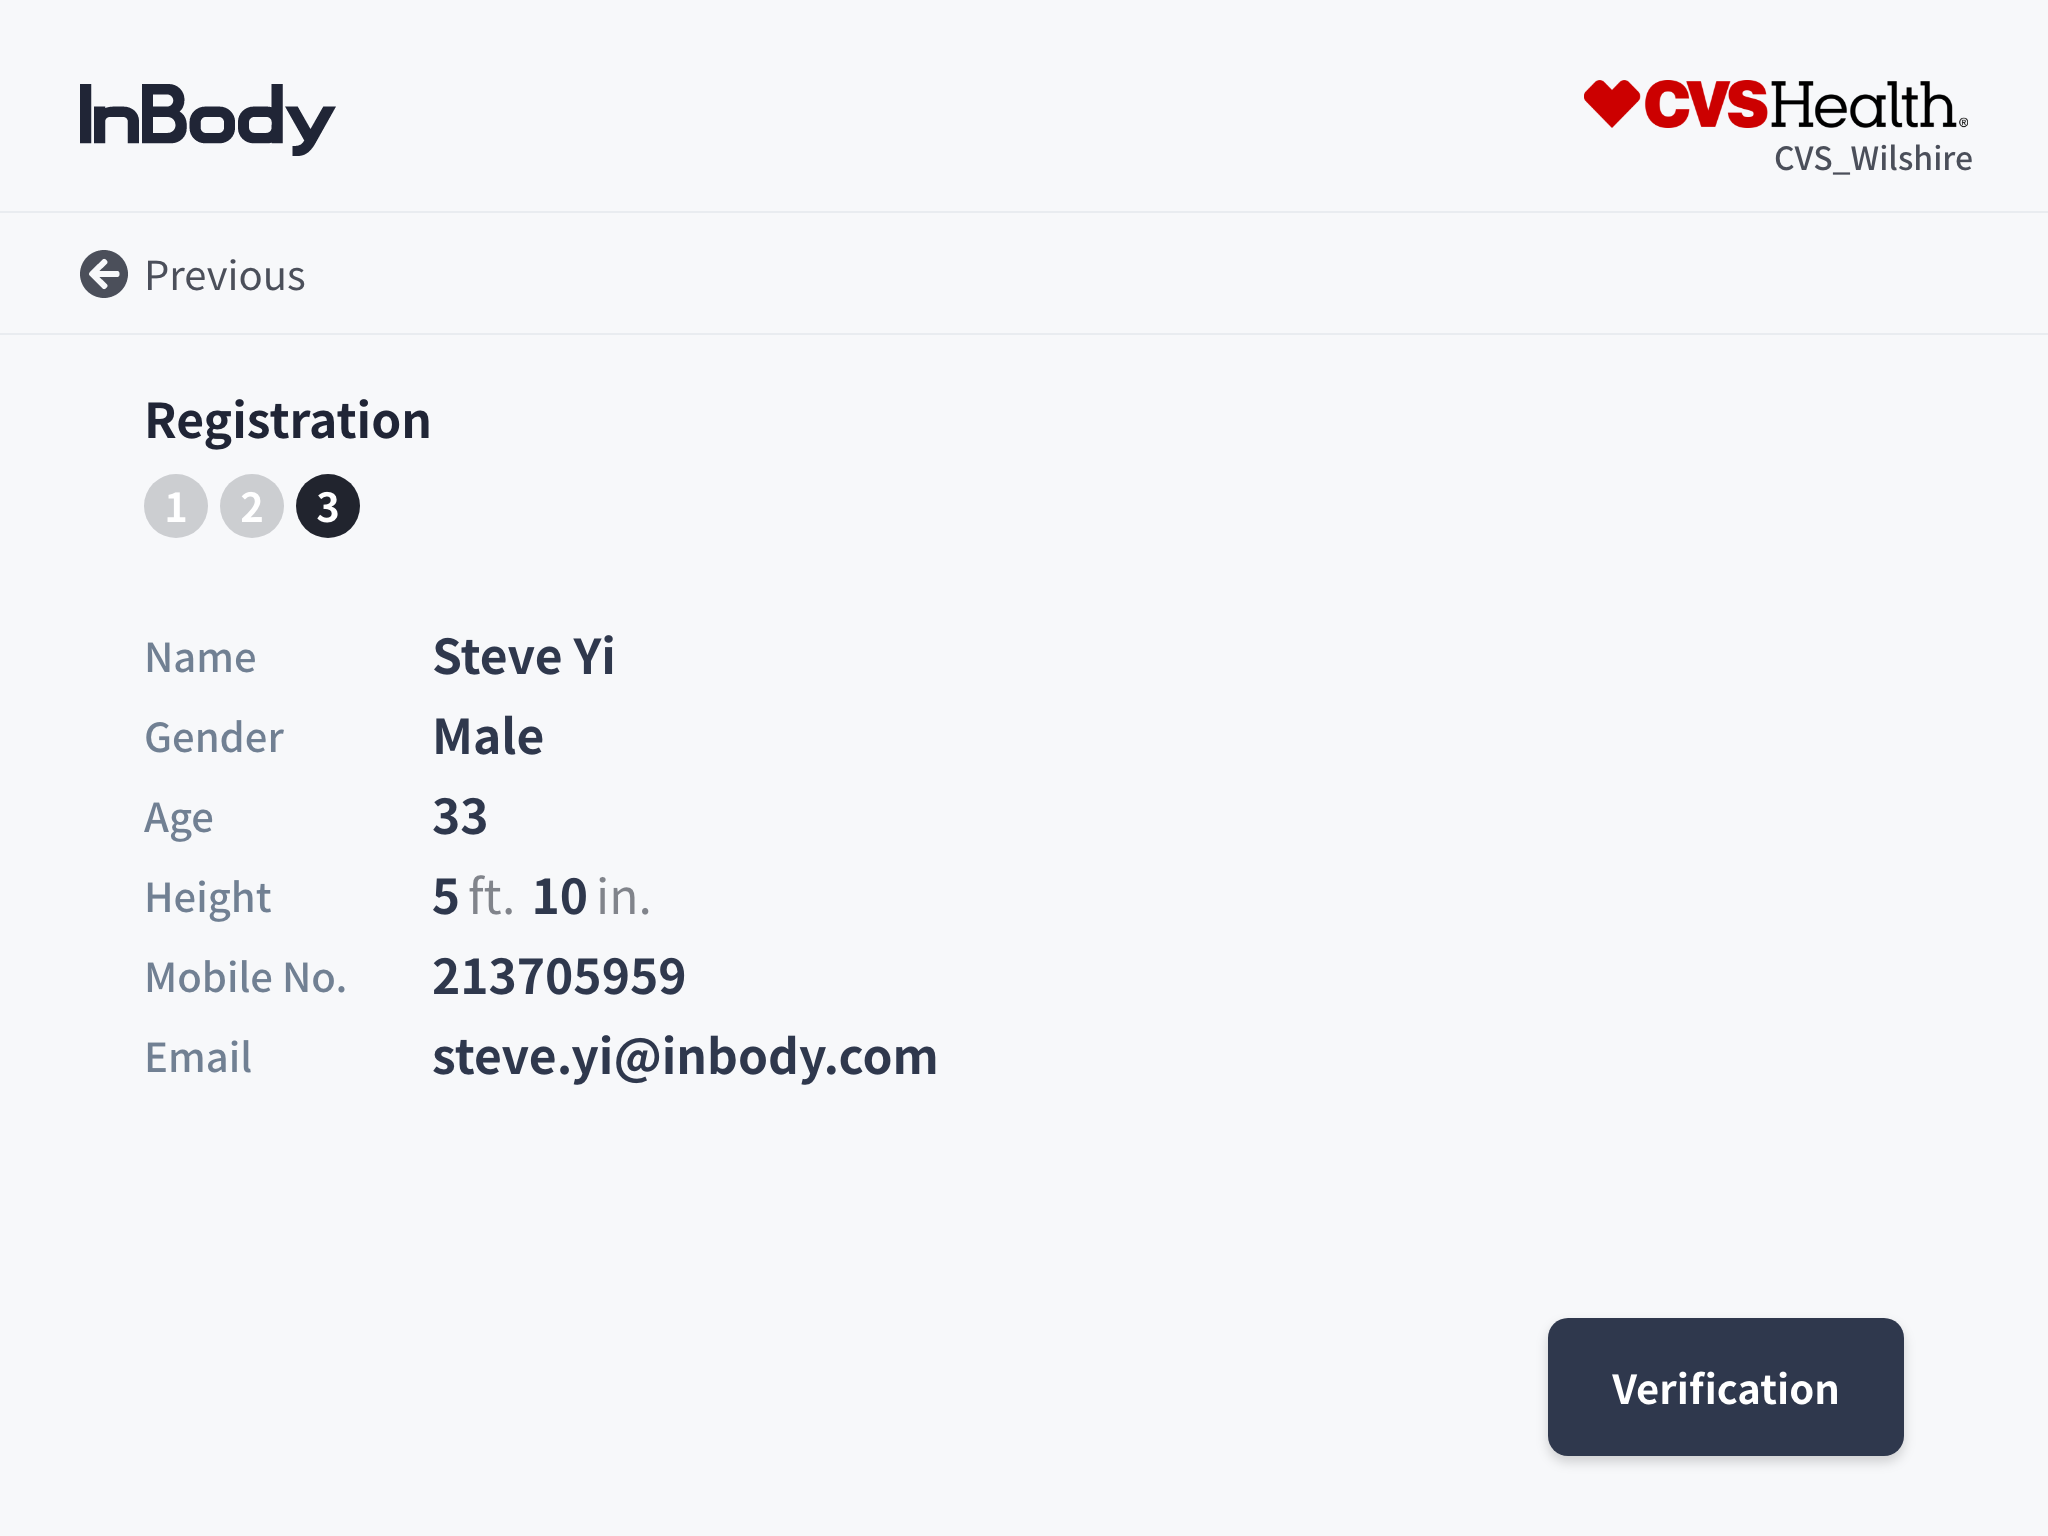 InBody
CVSHealth®
CVS_Wilshire
Previous
Registration
1 2 3
Name Steve Yi
Gender Male
Age 33
Height 5 ft. 10 in.
Mobile No. 213705959
Email steve.yi@inbody.com
Verification